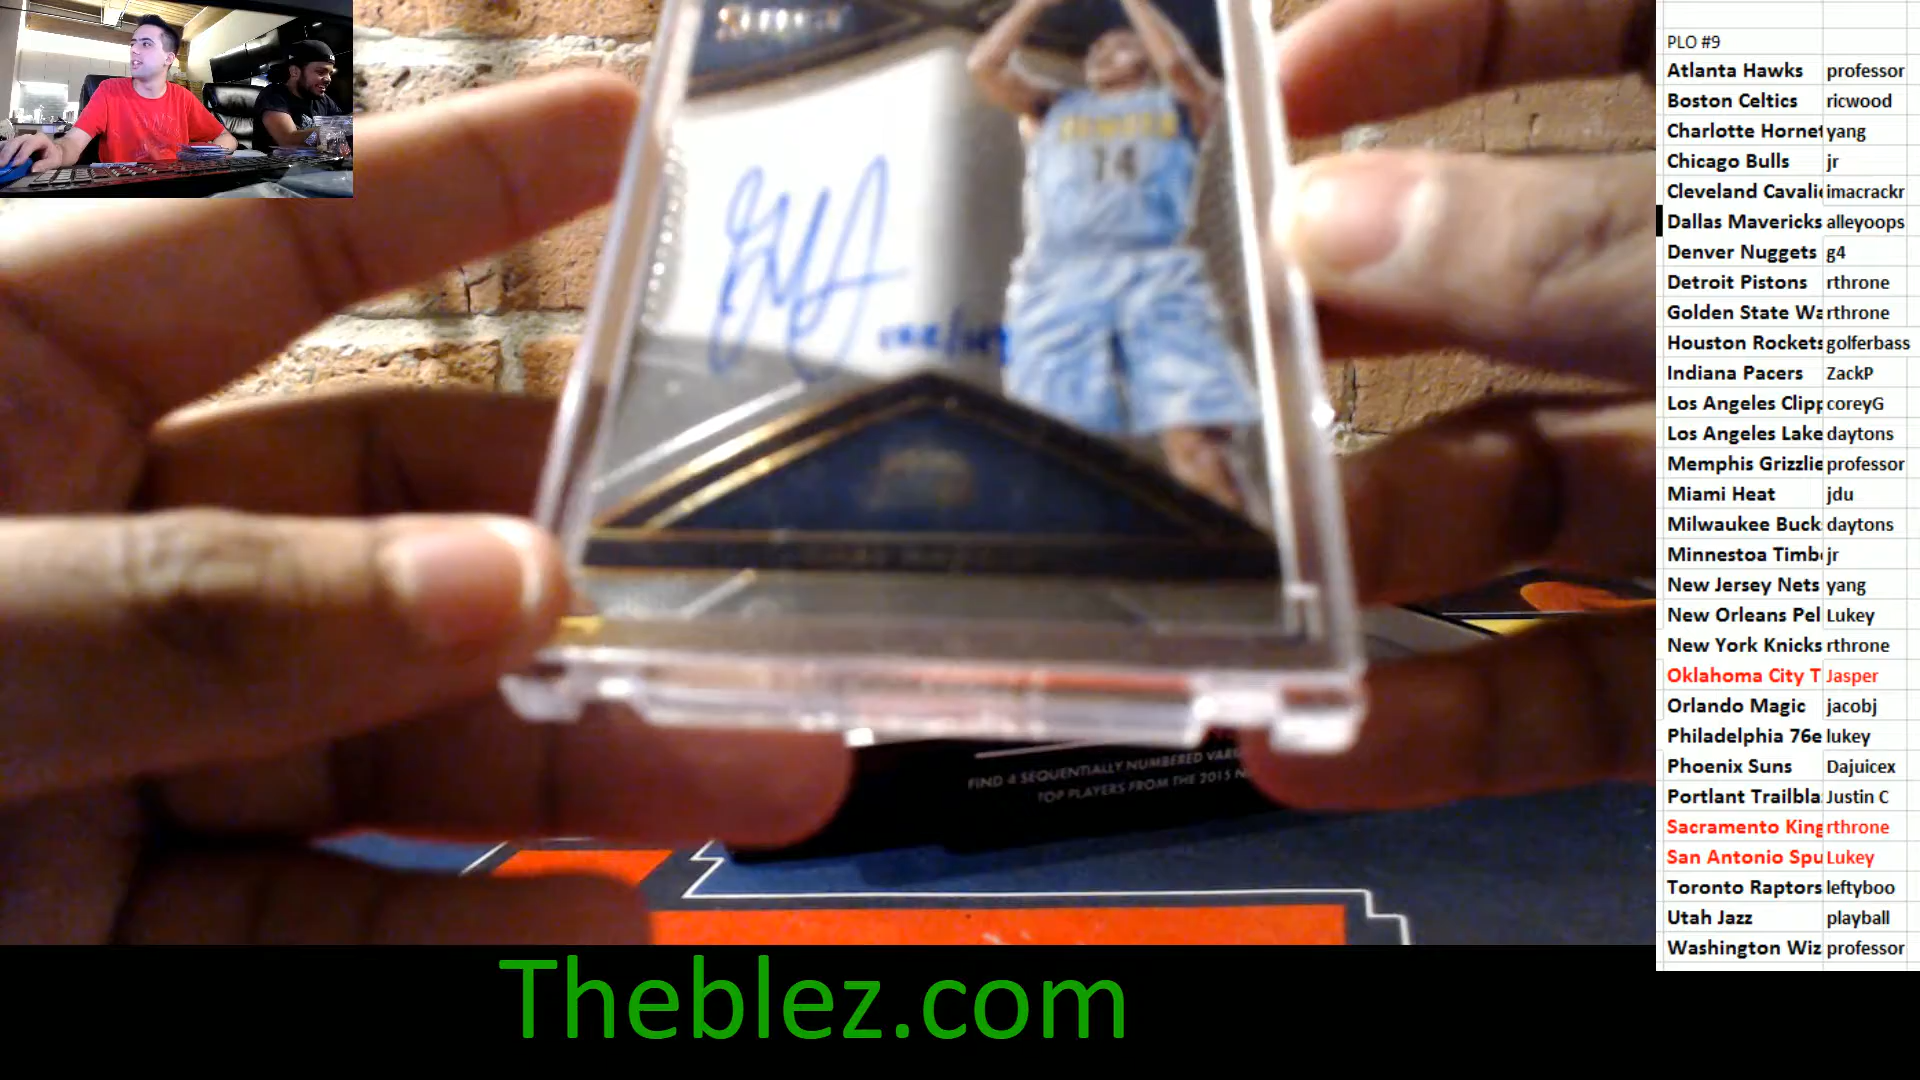 SELECT
DENVER
14
PLO #9
Atlanta Hawks professor
Boston Celtics ricwood
Charlotte Hornet yang
Chicago Bulls jr
Cleveland Cavali imacrackr
Dallas Mavericks alleyoops
Denver Nuggets g4
Detroit Pistons rthrone
Golden State Wa rthrone
Houston Rockets golferbass
Indiana Pacers ZackP
Los Angeles Clipp coreyG
Los Angeles Lake daytons
Memphis Grizzlie professor
Miami Heat jdu
Milwaukee Buck daytons
Minnestoa Timb jr
New Jersey Nets yang
New Orleans Pel Lukey
New York Knicks rthrone
Oklahoma City T Jasper
Orlando Magic jacobj
Philadelphia 76e lukey
Phoenix Suns Dajuicex
Portlant Trailbla Justin C
Sacramento King rthrone
San Antonio Spu Lukey
Toronto Raptors leftyboo
Utah Jazz playball
Washington Wiz professor
FIND 4 SEQUENTIALLY NUMBERED
TOP PLAYERS FROM THE 2015
Theblez.com